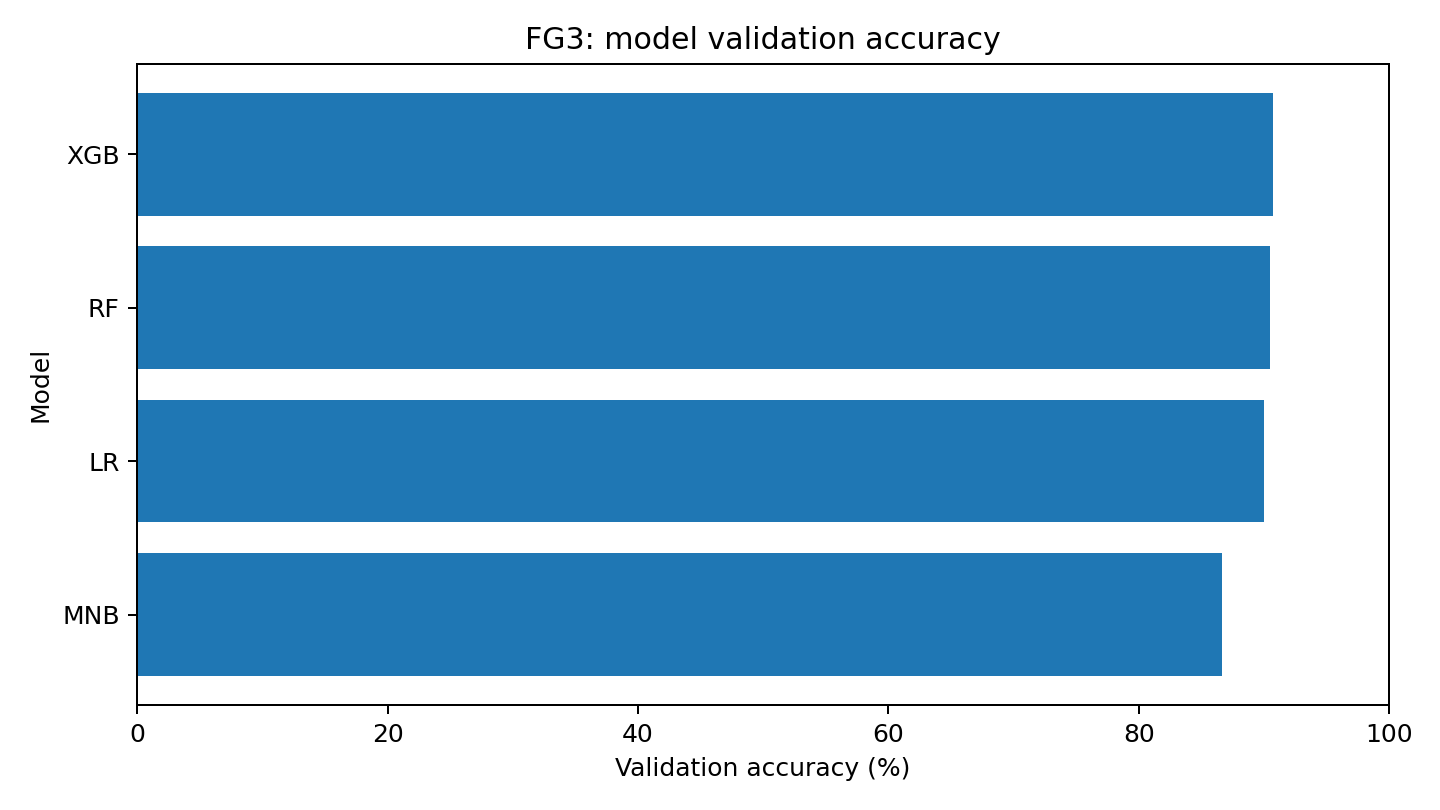 FG3: model validation accuracy
XGB
RF
LR
MNB
Model
0 20 40 60 80 100
Validation accuracy (%)